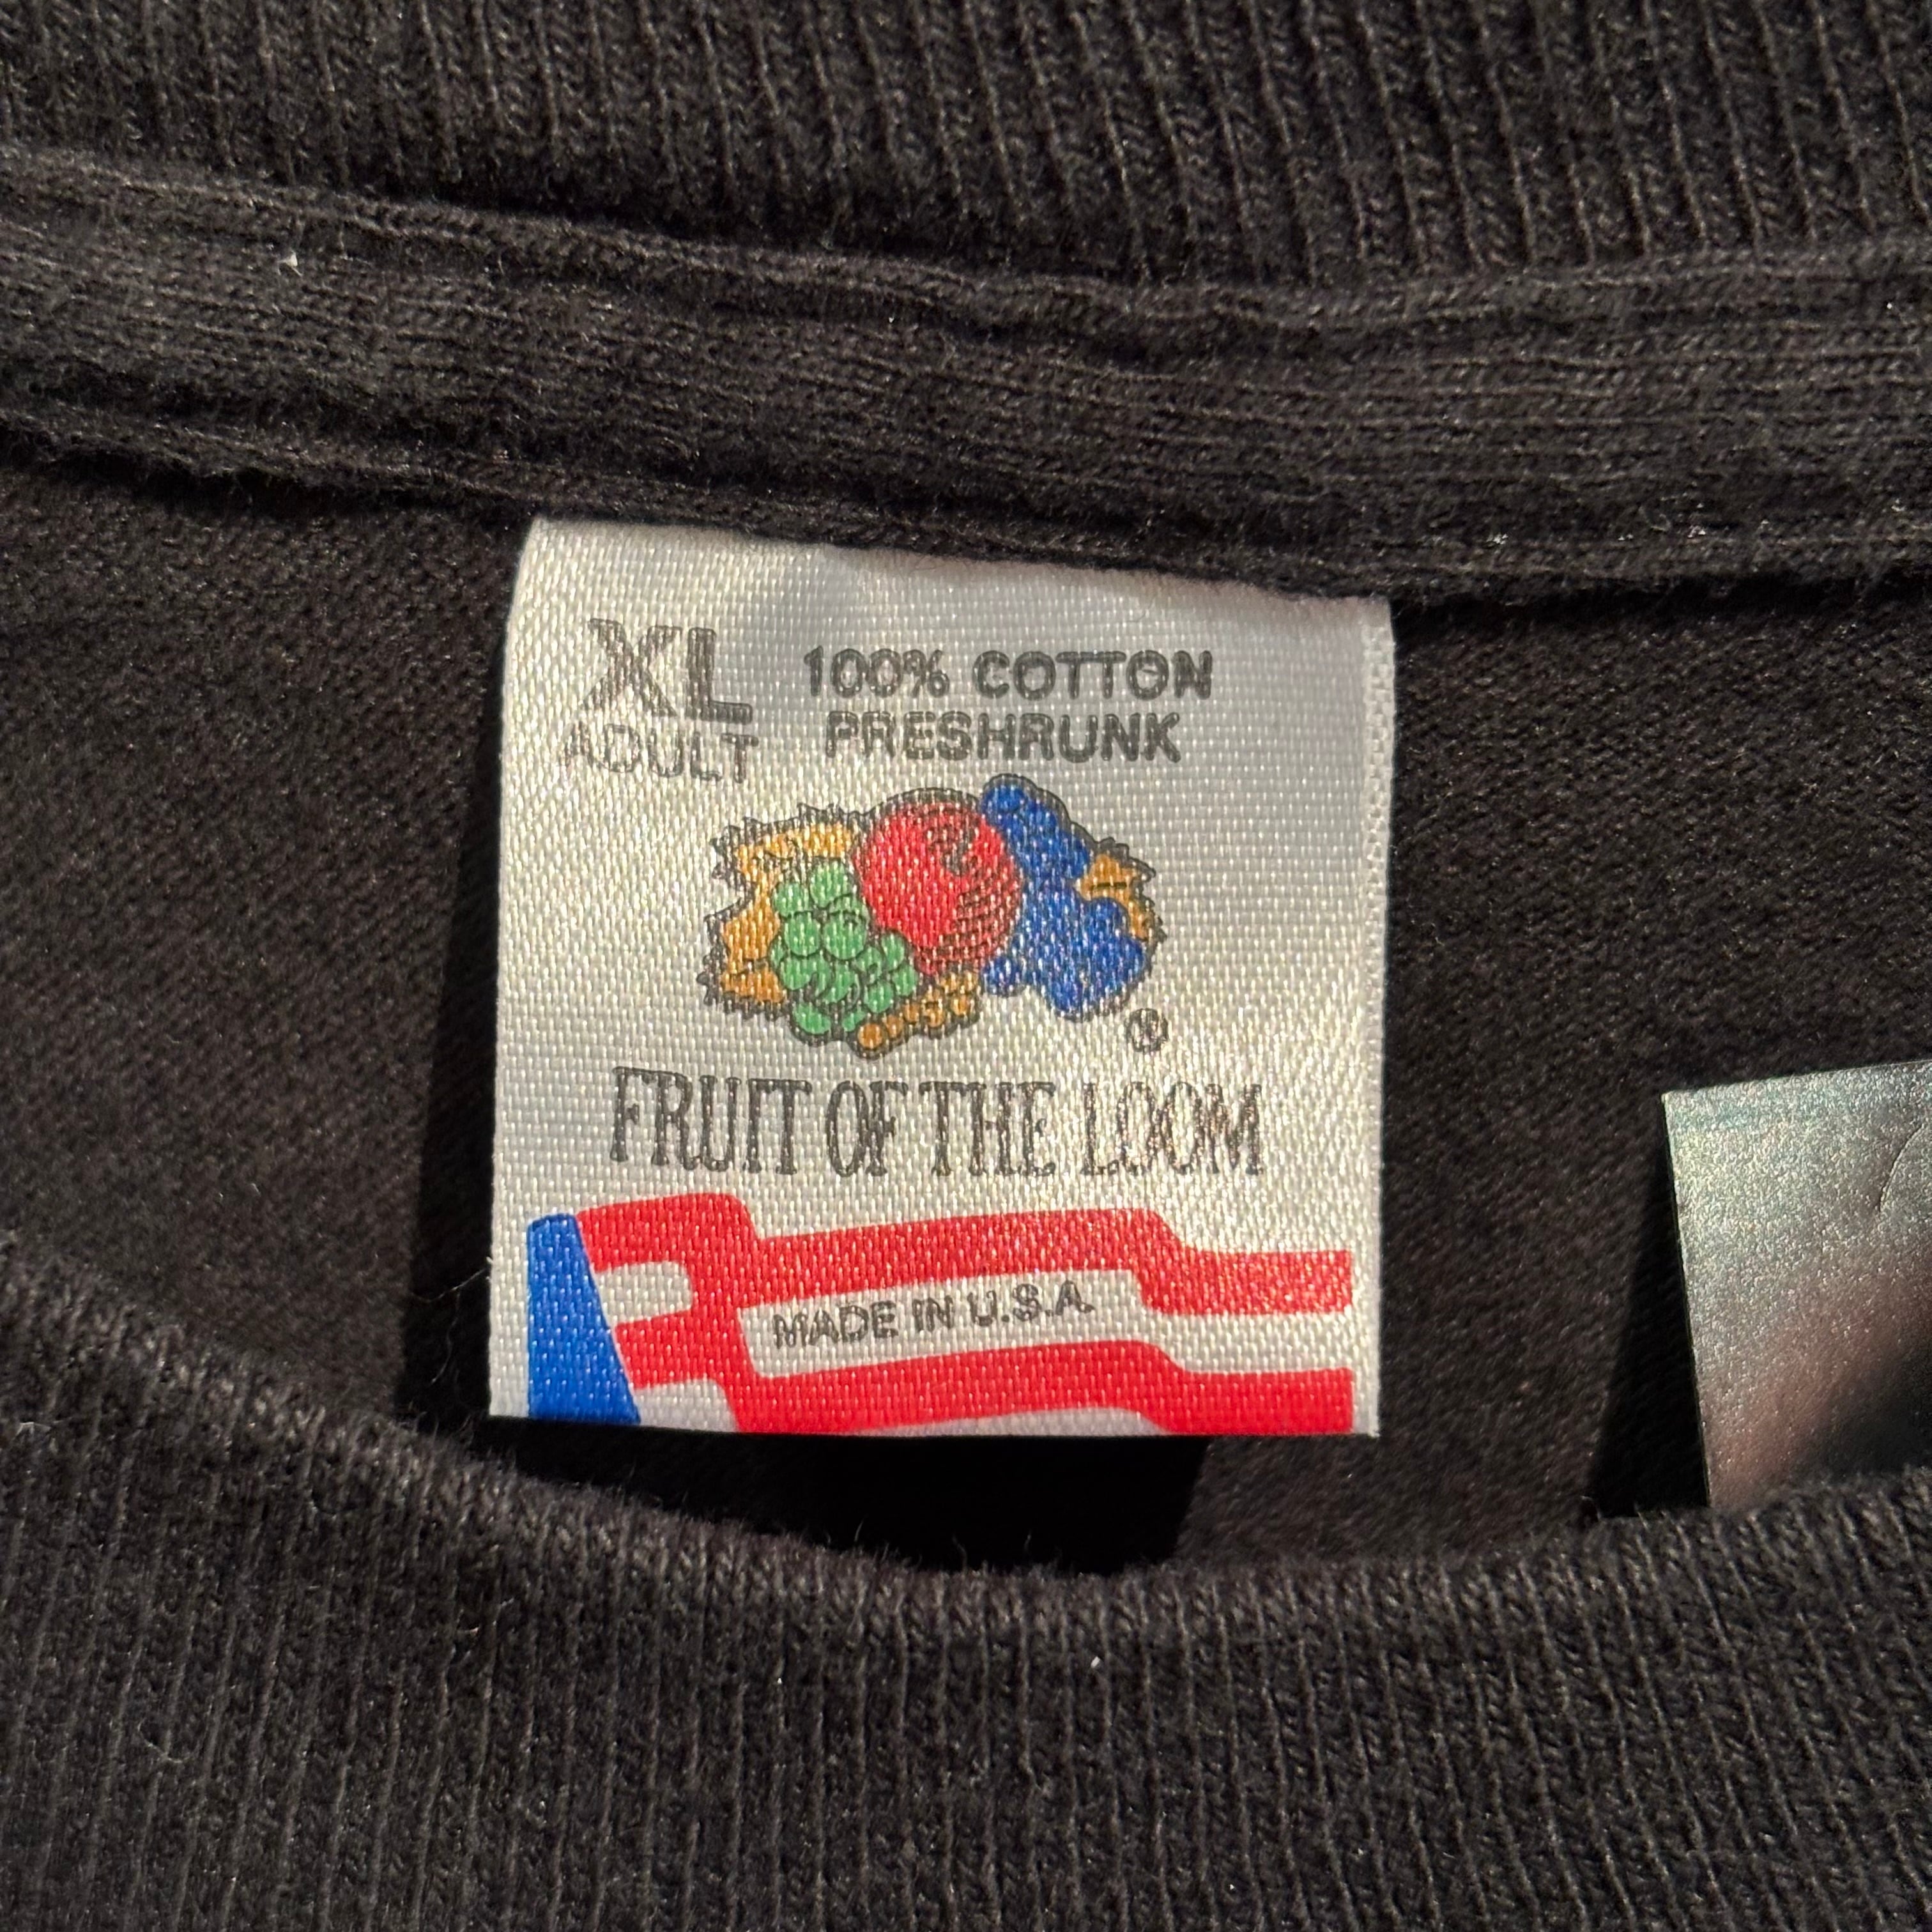 XL
ADULT
100% COTTON
PRESHRUNK
®
FRUIT OF THE LOOM
MADE IN U.S.A.